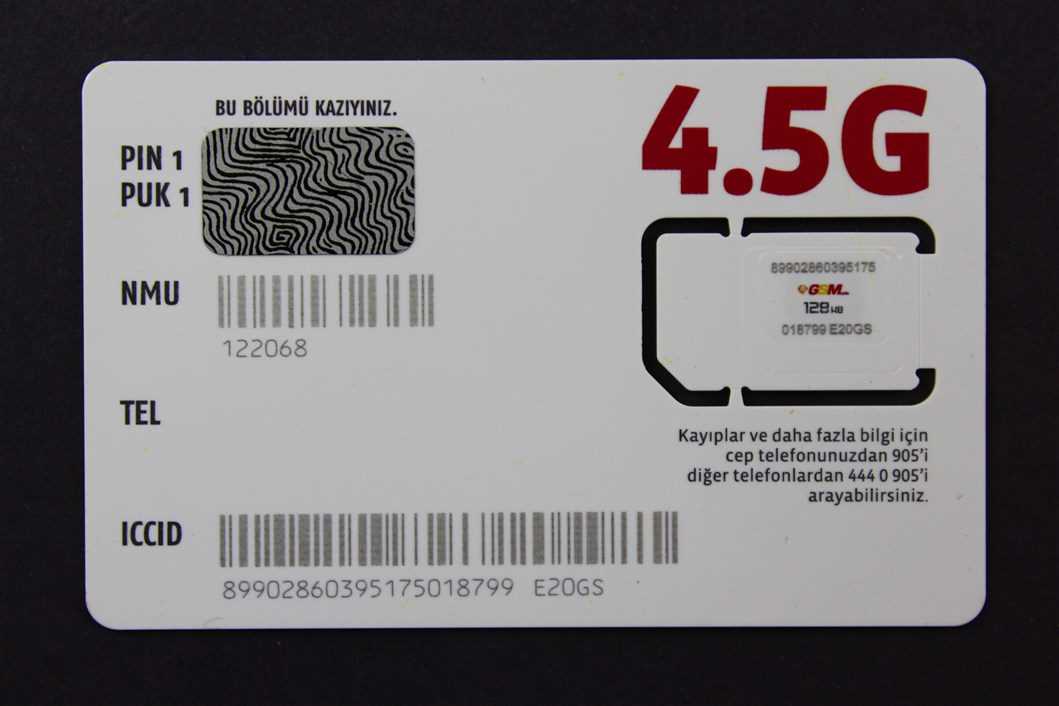 BU BÖLÜMÜ KAZIYINIZ.
PIN 1
PUK 1
NMU
122068
TEL
ICCID
89902860395175018799 E20GS
4.5G
89902860395175
GSM
128 KB
018799 E20GS
Kayıplar ve daha fazla bilgi için
cep telefonunuzdan 905'i
diğer telefonlardan 444 0 905'i
arayabilirsiniz.